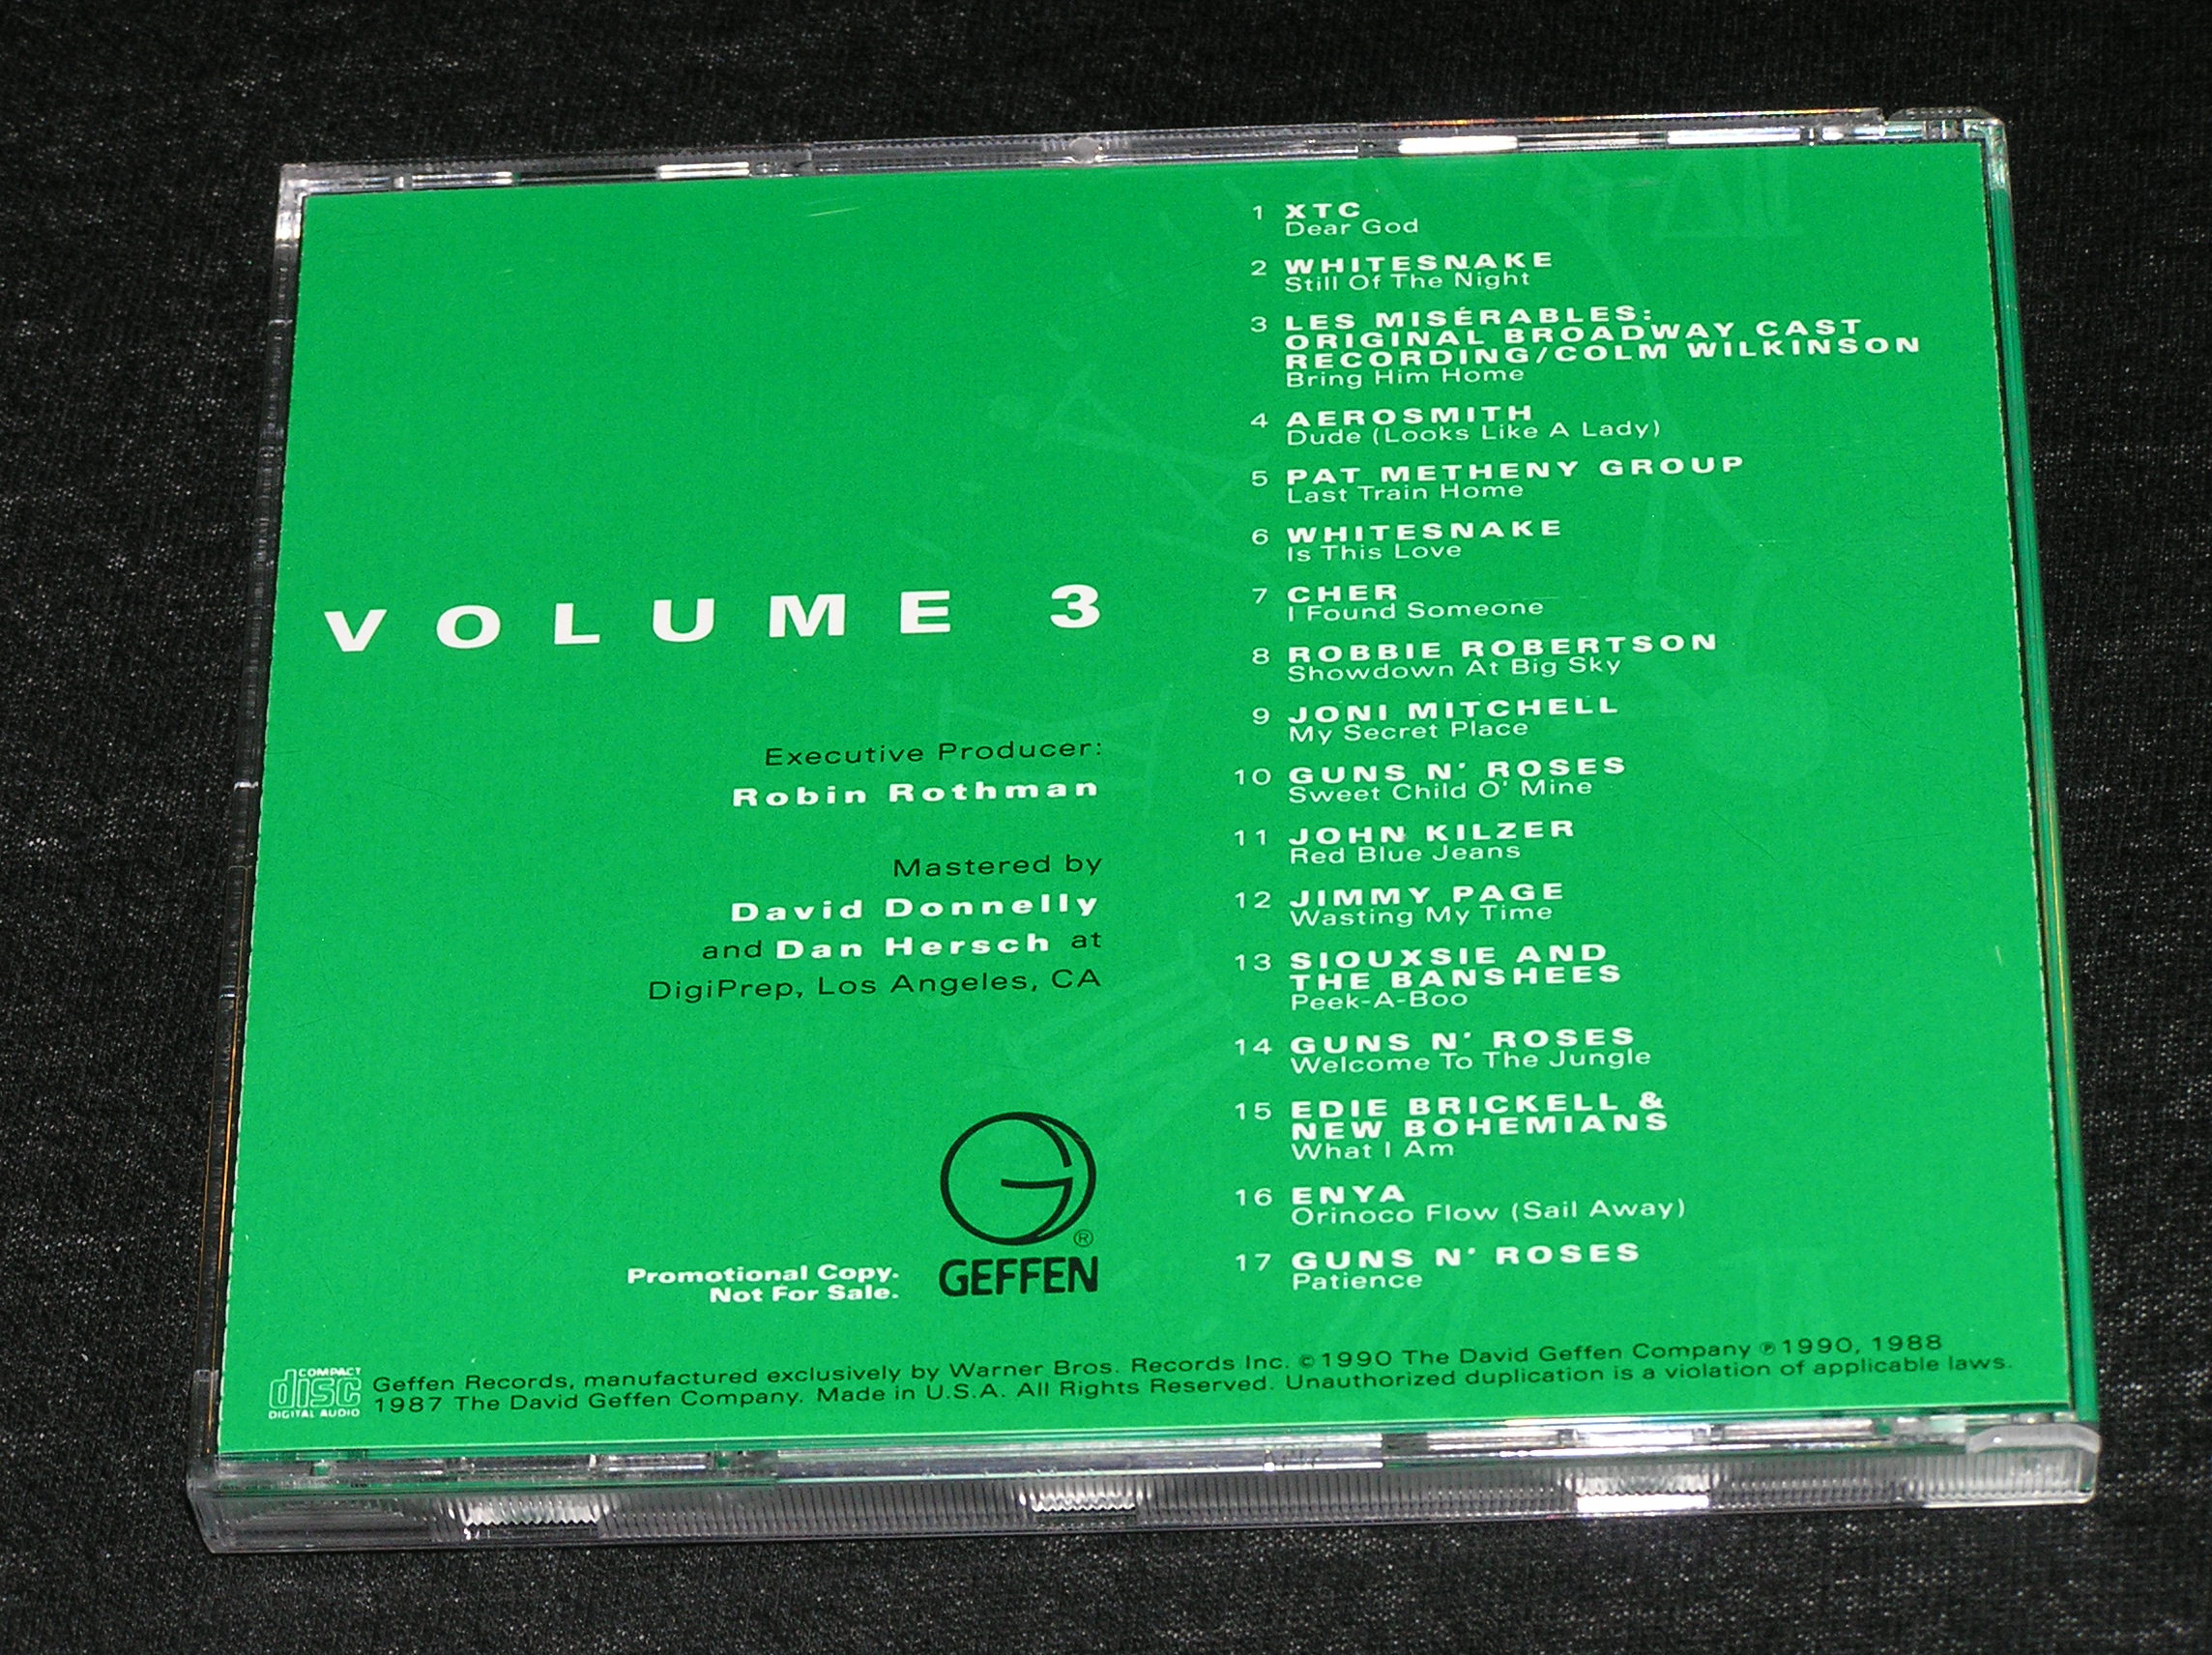 VOLUME 3
Executive Producer:
Robin Rothman
Mastered by
David Donnelly
and Dan Hersch at
DigiPrep, Los Angeles, CA
Promotional Copy.
Not For Sale.
GEFFEN
®
1 XTC
Dear God
2 WHITESNAKE
Still Of The Night
3 LES MISÉRABLES:
ORIGINAL BROADWAY CAST
RECORDING/COLM WILKINSON
Bring Him Home
4 AEROSMITH
Dude (Looks Like A Lady)
5 PAT METHENY GROUP
Last Train Home
6 WHITESNAKE
Is This Love
7 CHER
I Found Someone
8 ROBBIE ROBERTSON
Showdown At Big Sky
9 JONI MITCHELL
My Secret Place
10 GUNS N' ROSES
Sweet Child O' Mine
11 JOHN KILZER
Red Blue Jeans
12 JIMMY PAGE
Wasting My Time
13 SIOUXSIE AND
THE BANSHEES
Peek-A-Boo
14 GUNS N' ROSES
Welcome To The Jungle
15 EDIE BRICKELL &
NEW BOHEMIANS
What I Am
16 ENYA
Orinoco Flow (Sail Away)
17 GUNS N' ROSES
Patience
COMPACT
disc
DIGITAL AUDIO
Geffen Records, manufactured exclusively by Warner Bros. Records Inc. ©1990 The David Geffen Company ℗1990, 1988
1987 The David Geffen Company. Made in U.S.A. All Rights Reserved. Unauthorized duplication is a violation of applicable laws.